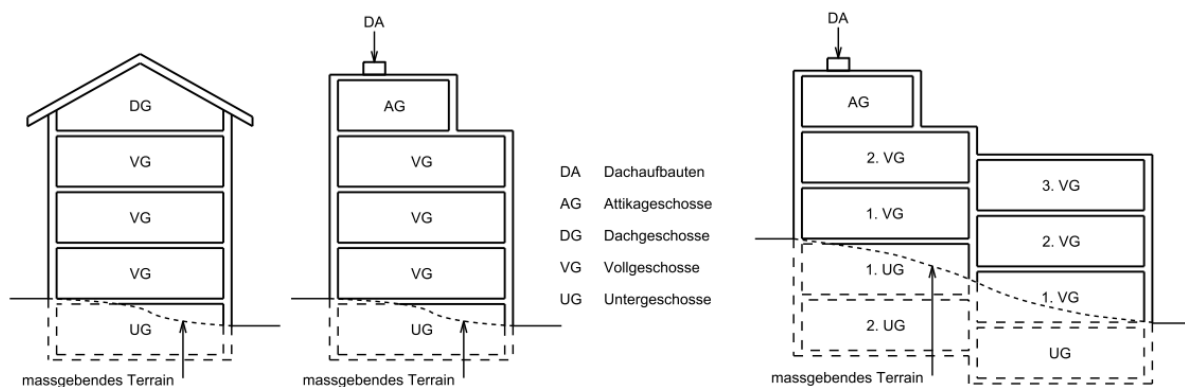 DG
VG
VG
VG
UG
massgebendes Terrain
DA
AG
VG
VG
VG
UG
massgebendes Terrain
DA Dachaufbauten
AG Attikageschosse
DG Dachgeschosse
VG Vollgeschosse
UG Untergeschosse
DA
AG
2. VG
1. VG
1. UG
2. UG
3. VG
2. VG
1. VG
UG
massgebendes Terrain